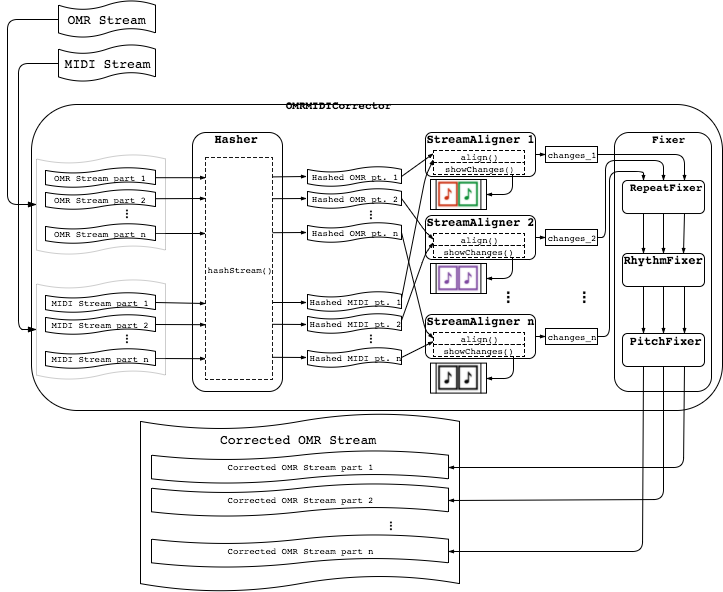 OMR Stream
MIDI Stream
OMRMIDICorrector
Hasher
hashStream()
OMR Stream part 1
OMR Stream part 2
OMR Stream part n
MIDI Stream part 1
MIDI Stream part 2
MIDI Stream part n
Hashed OMR pt. 1
Hashed OMR pt. 2
Hashed OMR pt. n
Hashed MIDI pt. 1
Hashed MIDI pt. 2
Hashed MIDI pt. n
StreamAligner 1
align()
showChanges()
StreamAligner 2
align()
showChanges()
StreamAligner n
align()
showChanges()
changes_1
changes_2
changes_n
Fixer
RepeatFixer
RhythmFixer
PitchFixer
Corrected OMR Stream
Corrected OMR Stream part 1
Corrected OMR Stream part 2
Corrected OMR Stream part n